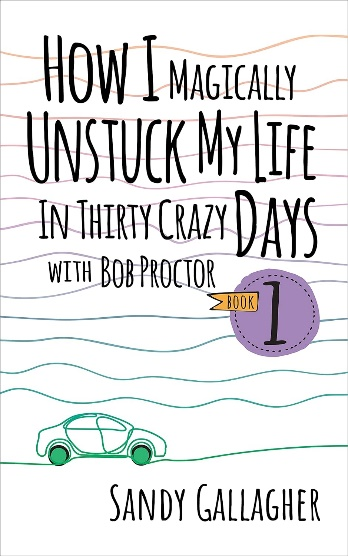 How I Magically
Unstuck My Life
In Thirty Crazy Days
with Bob Proctor
Book 1
Sandy Gallagher